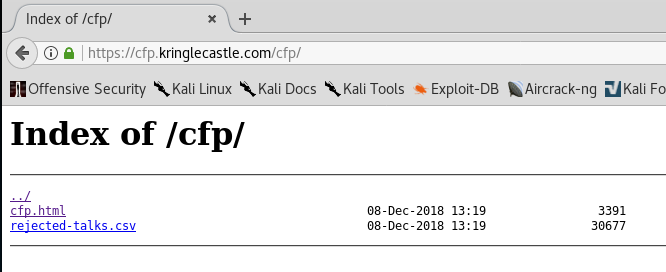 Index of /cfp/
https://cfp.kringlecastle.com/cfp/
Offensive Security Kali Linux Kali Docs Kali Tools Exploit-DB Aircrack-ng Kali Fo
Index of /cfp/
../
cfp.html 08-Dec-2018 13:19 3391
rejected-talks.csv 08-Dec-2018 13:19 30677